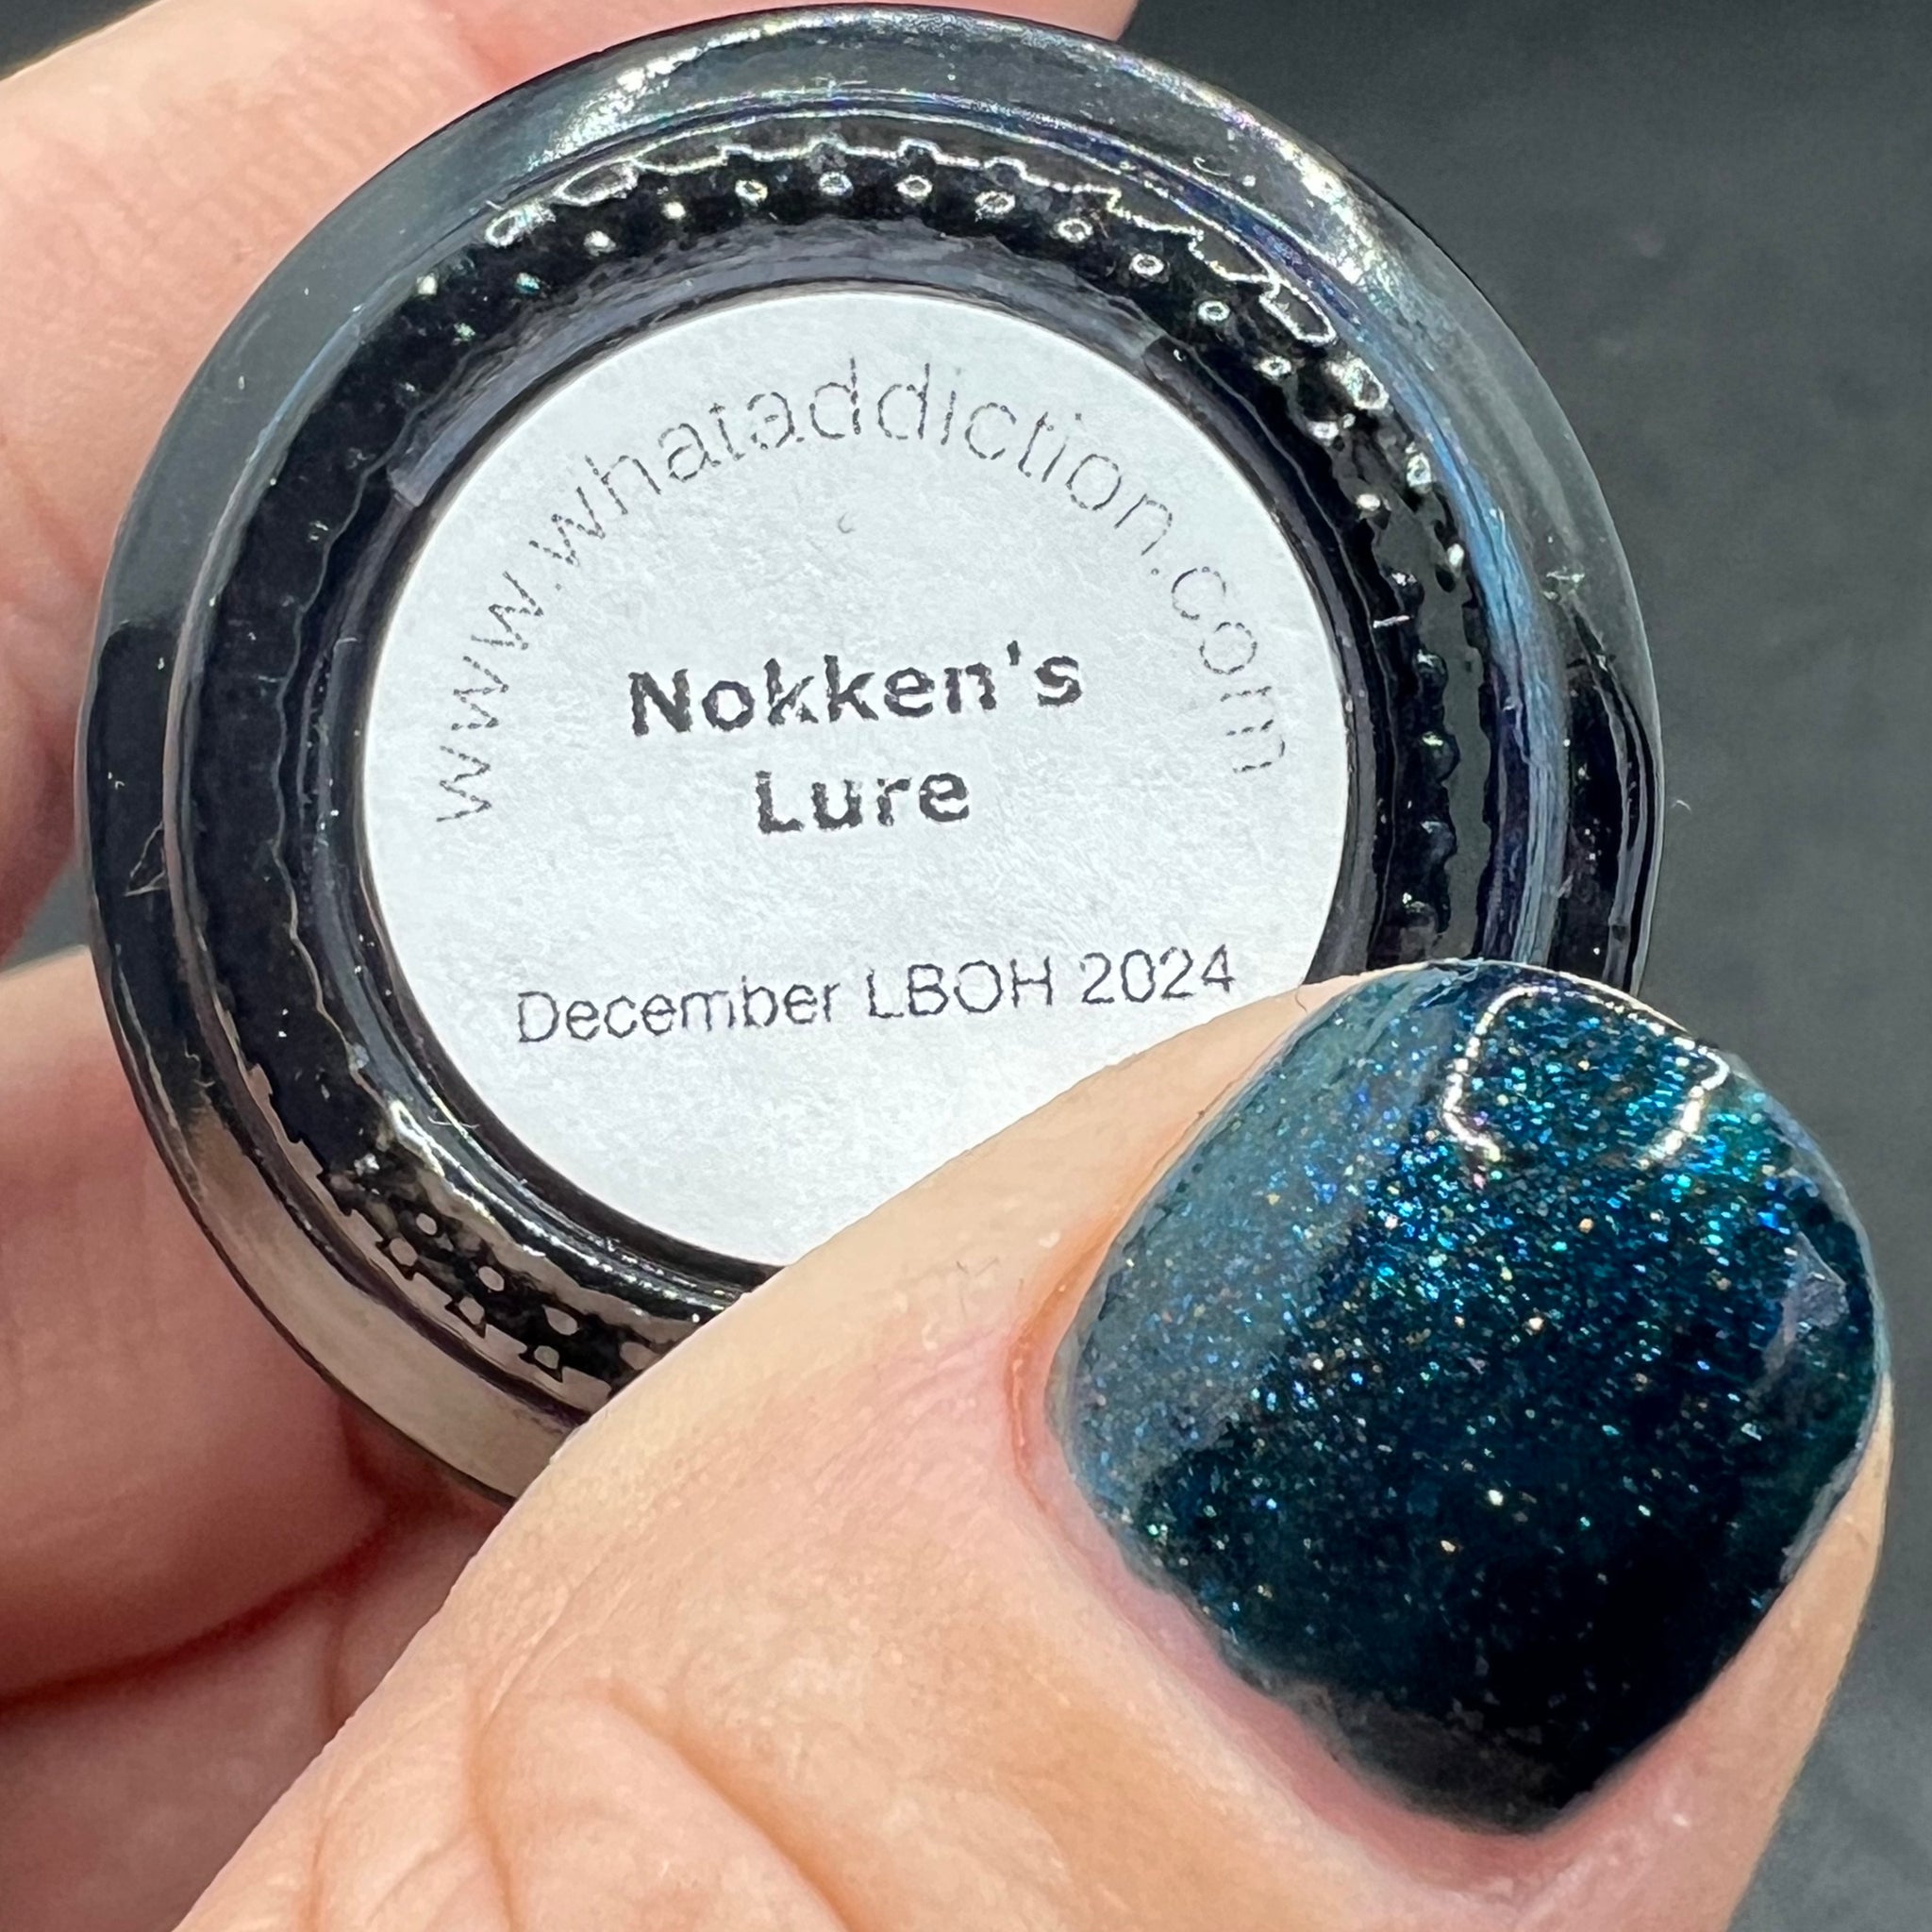 www.whataddiction.com
Nokken's
Lure
December LBOH 2024